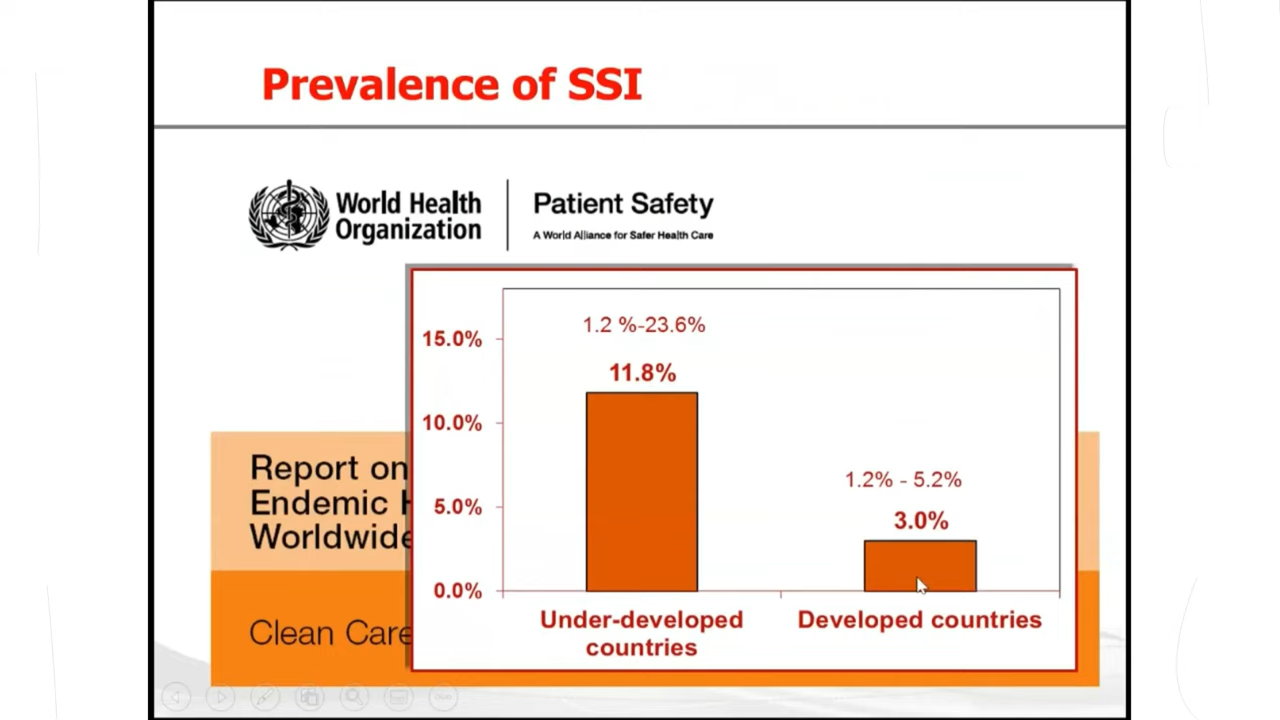 Prevalence of SSI
World Health
Organization
Patient Safety
A World Alliance for Safer Health Care
1.2 %-23.6%
15.0%
11.8%
10.0%
Report on
1.2% - 5.2%
Endemic
5.0%
3.0%
Worldwide
0.0%
Under-developed
countries
Developed countries
Clean Care